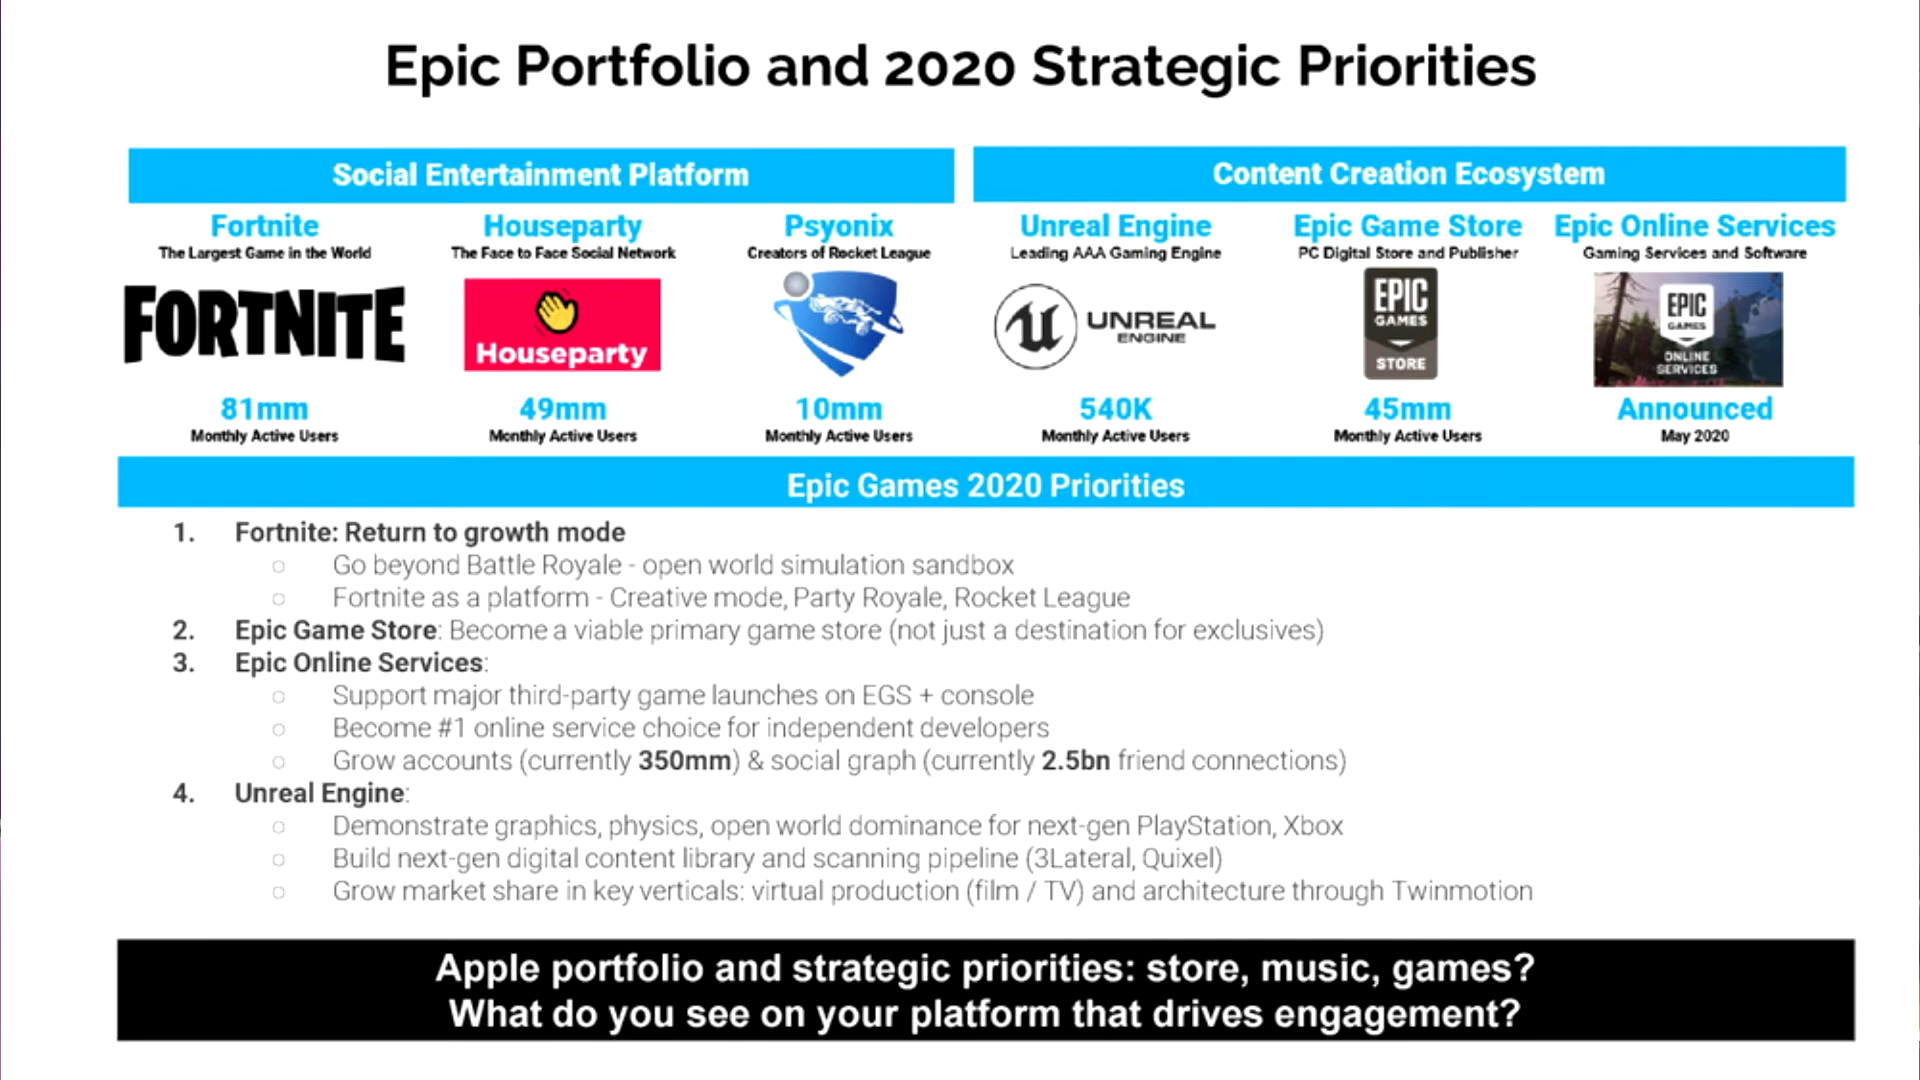 Epic Portfolio and 2020 Strategic Priorities
Social Entertainment Platform
Content Creation Ecosystem
Fortnite
The Largest Game in the World
FORTNITE
81mm
Monthly Active Users
Houseparty
The Face to Face Social Network
Houseparty
49mm
Monthly Active Users
Psyonix
Creators of Rocket League
10mm
Monthly Active Users
Unreal Engine
Leading AAA Gaming Engine
UNREAL
ENGINE
540K
Monthly Active Users
Epic Game Store
PC Digital Store and Publisher
EPIC
GAMES
STORE
45mm
Monthly Active Users
Epic Online Services
Gaming Services and Software
EPIC
GAMES
ONLINE
SERVICES
Announced
May 2020
Epic Games 2020 Priorities
1. Fortnite: Return to growth mode
○ Go beyond Battle Royale - open world simulation sandbox
○ Fortnite as a platform - Creative mode, Party Royale, Rocket League
2. Epic Game Store: Become a viable primary game store (not just a destination for exclusives)
3. Epic Online Services:
○ Support major third-party game launches on EGS + console
○ Become #1 online service choice for independent developers
○ Grow accounts (currently 350mm) & social graph (currently 2.5bn friend connections)
4. Unreal Engine:
○ Demonstrate graphics, physics, open world dominance for next-gen PlayStation, Xbox
○ Build next-gen digital content library and scanning pipeline (3Lateral, Quixel)
○ Grow market share in key verticals: virtual production (film / TV) and architecture through Twinmotion
Apple portfolio and strategic priorities: store, music, games?
What do you see on your platform that drives engagement?